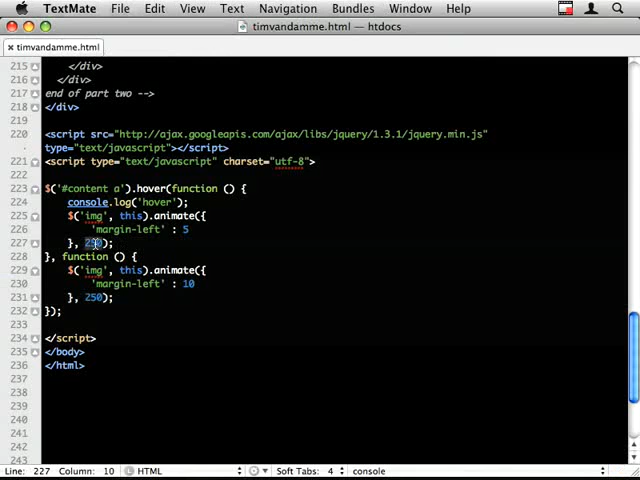 TextMate File Edit View Text Navigation Bundles Window Help
timvandamme.html — htdocs
× timvandamme.html
215 </div>
216 </div>
217 end of part two -->
218 </div>
219
220 <script src="http://ajax.googleapis.com/ajax/libs/jquery/1.3.1/jquery.min.js"
· type="text/javascript"></script>
221 <script type="text/javascript" charset="utf-8">
222
223 $('#content a').hover(function () {
224 console.log('hover');
225 $('img', this).animate({
226 'margin-left' : 5
227 }, 250);
228 }, function () {
229 $('img', this).animate({
230 'margin-left' : 10
231 }, 250);
232 });
233
234 </script>
235 </body>
236 </html>
237
238
239
240
241
242
243
Line: 227 Column: 10 L HTML Soft Tabs: 4 console